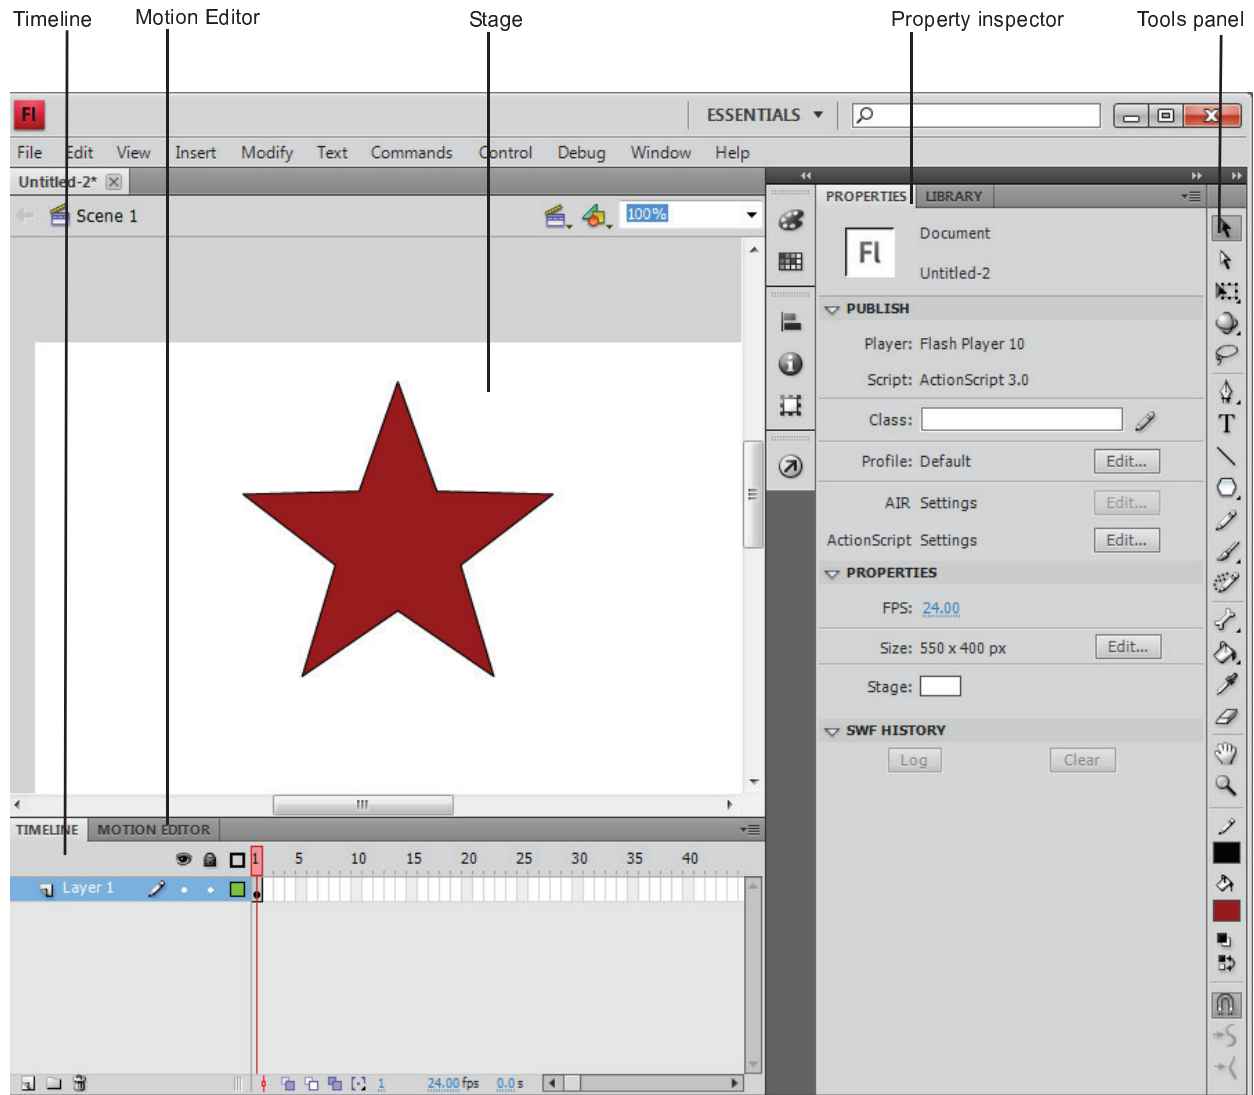 Timeline
Motion Editor
Stage
Property inspector
Tools panel
Fl
ESSENTIALS
File Edit View Insert Modify Text Commands Control Debug Window Help
Untitled-2*
Scene 1
100%
PROPERTIES LIBRARY
Fl
Document
Untitled-2
PUBLISH
Player: Flash Player 10
Script: ActionScript 3.0
Class:
Profile: Default Edit...
AIR Settings Edit...
ActionScript Settings Edit...
PROPERTIES
FPS: 24.00
Size: 550 x 400 px Edit...
Stage:
SWF HISTORY
Log Clear
T
TIMELINE MOTION EDITOR
1 5 10 15 20 25 30 35 40
Layer 1
1 24.00 fps 0.0 s